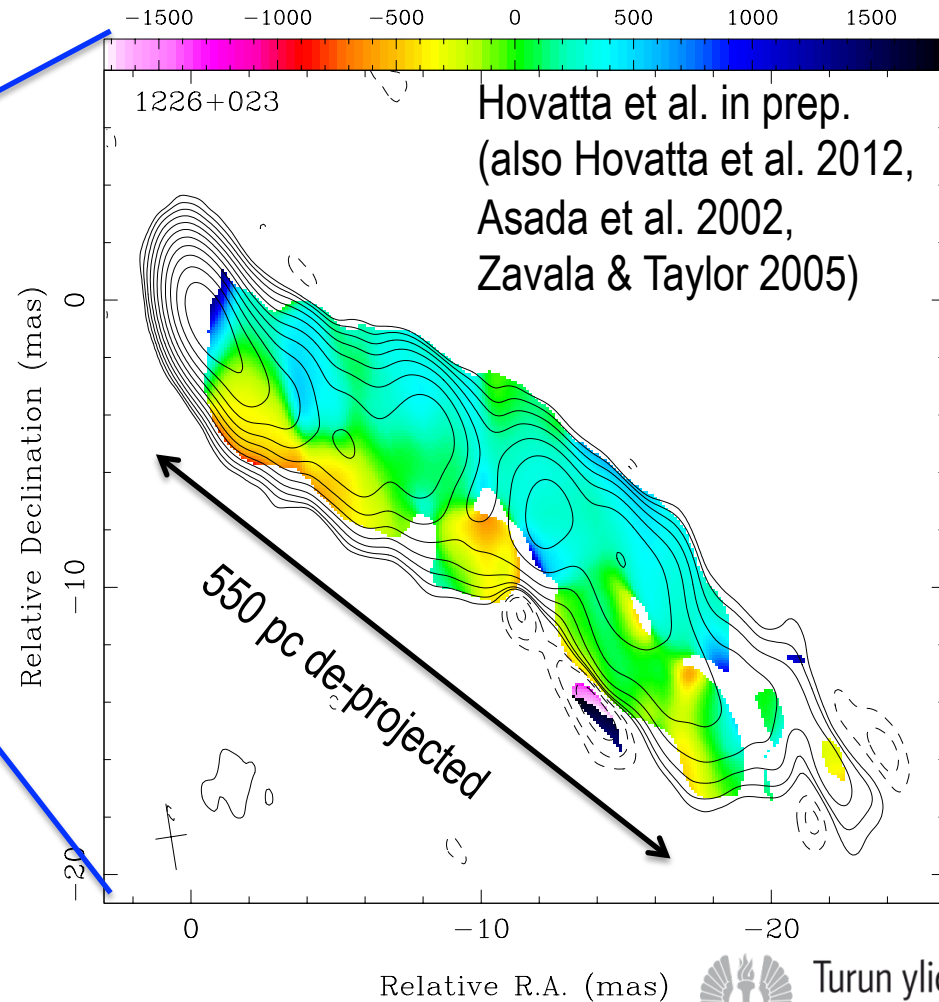 −1500 −1000 −500 0 500 1000 1500
1226+023
Hovatta et al. in prep.
(also Hovatta et al. 2012,
Asada et al. 2002,
Zavala & Taylor 2005)
Relative Declination (mas)
0
−10
−20
550 pc de-projected
0 −10 −20
Relative R.A. (mas)
Turun ylio